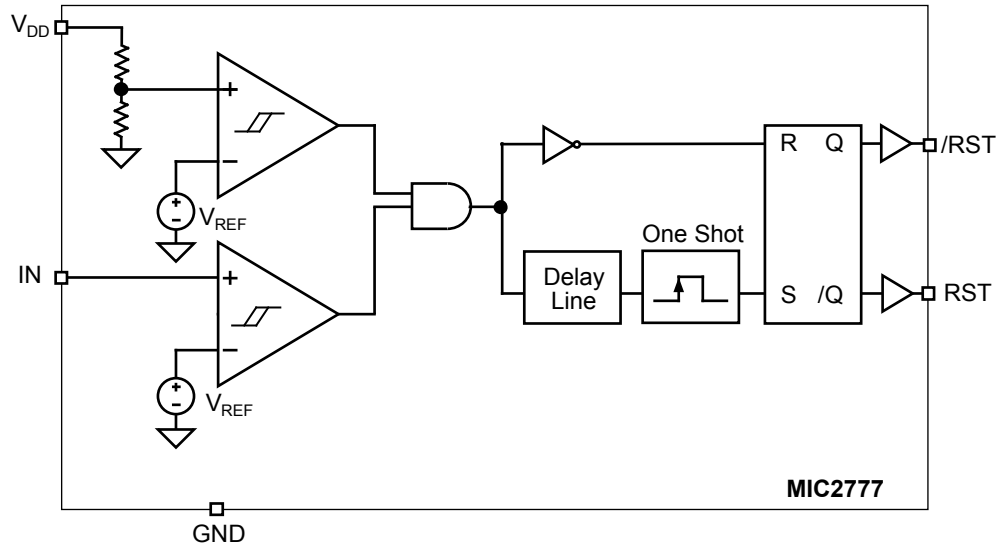 VDD
+
−
+
−
VREF
IN
+
−
+
−
VREF
One Shot
Delay
Line
R Q
S /Q
/RST
RST
MIC2777
GND